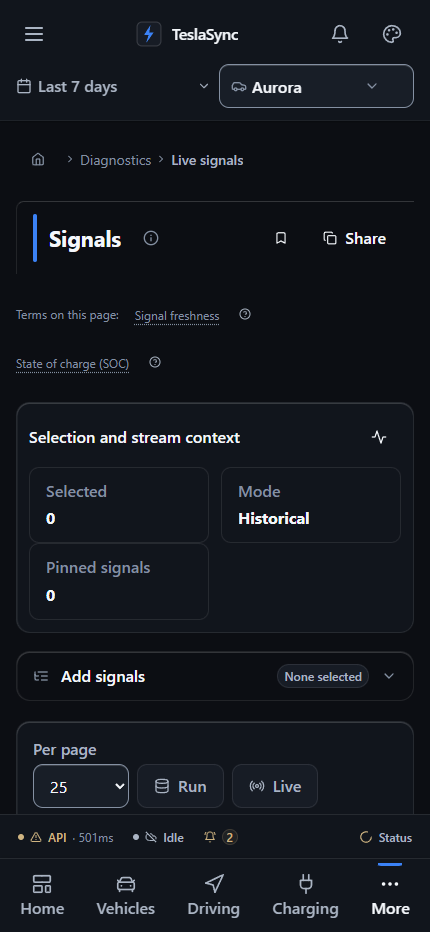 TeslaSync
Last 7 days
Aurora
Diagnostics
Live signals
Signals
Share
Terms on this page:
Signal freshness
State of charge (SOC)
Selection and stream context
Selected
Mode
0
Historical
Pinned signals
0
Add signals
None selected
Per page
25
Run
Live
API · 501ms
Idle
2
Status
Home
Vehicles
Driving
Charging
More